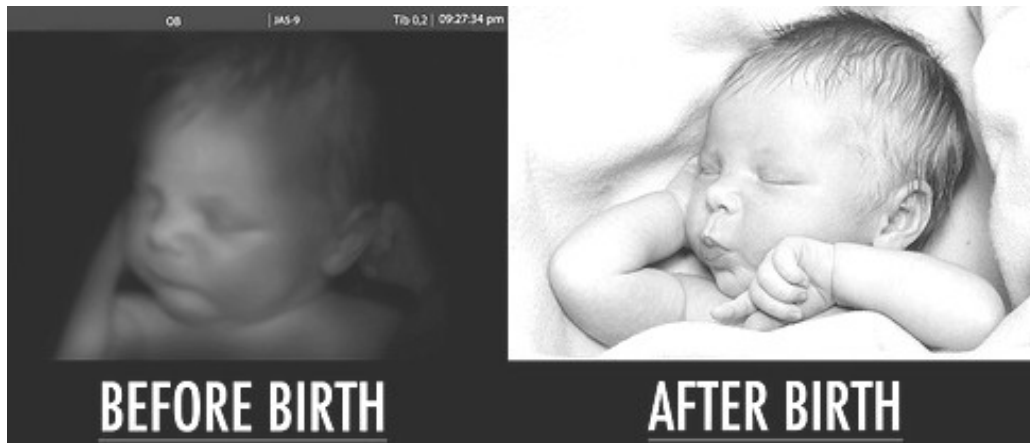 OB | JAS-9 Tib 0,2 | 09:27:34 pm
BEFORE BIRTH
AFTER BIRTH